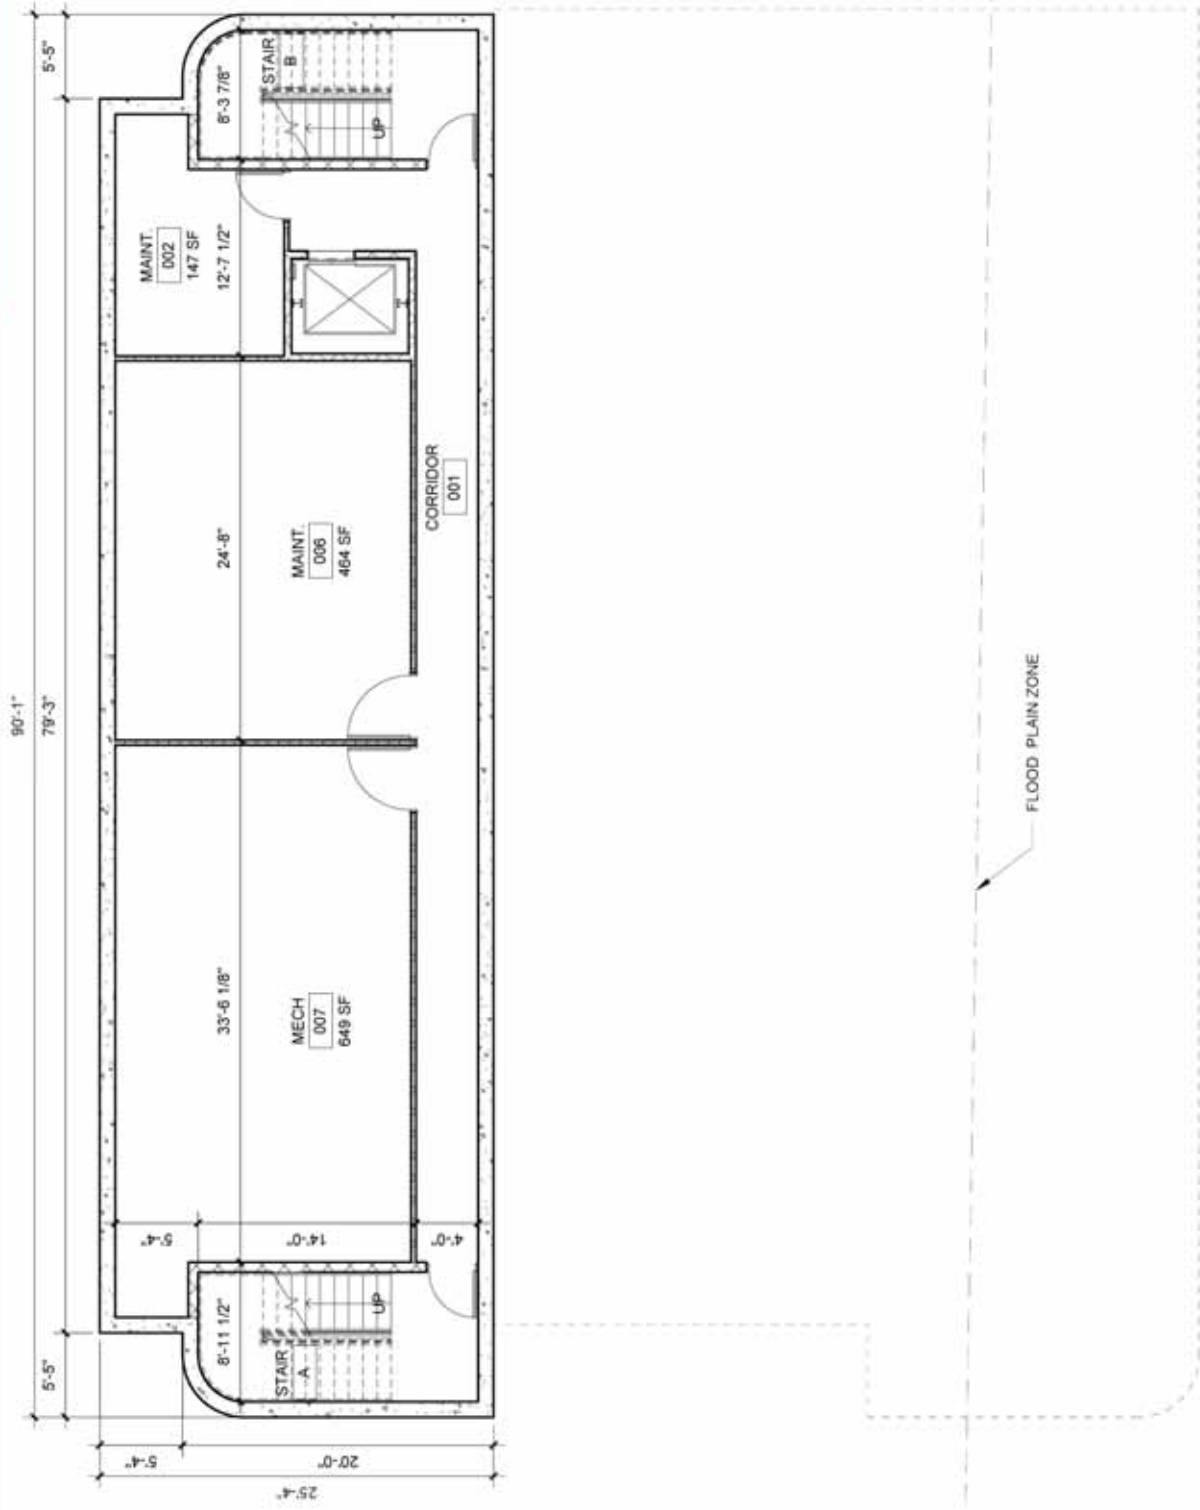 90'-1"
5'-5"
79'-3"
5'-5"
8'-11 1/2"
33'-6 1/8"
24'-8"
12'-7 1/2"
8'-3 7/8"
5'-4"
20'-0"
25'-4"
5'-4"
14'-0"
4'-0"
STAIR
A
UP
MECH
007
649 SF
MAINT.
006
464 SF
MAINT.
002
147 SF
STAIR
B
UP
CORRIDOR
001
FLOOD PLAIN ZONE